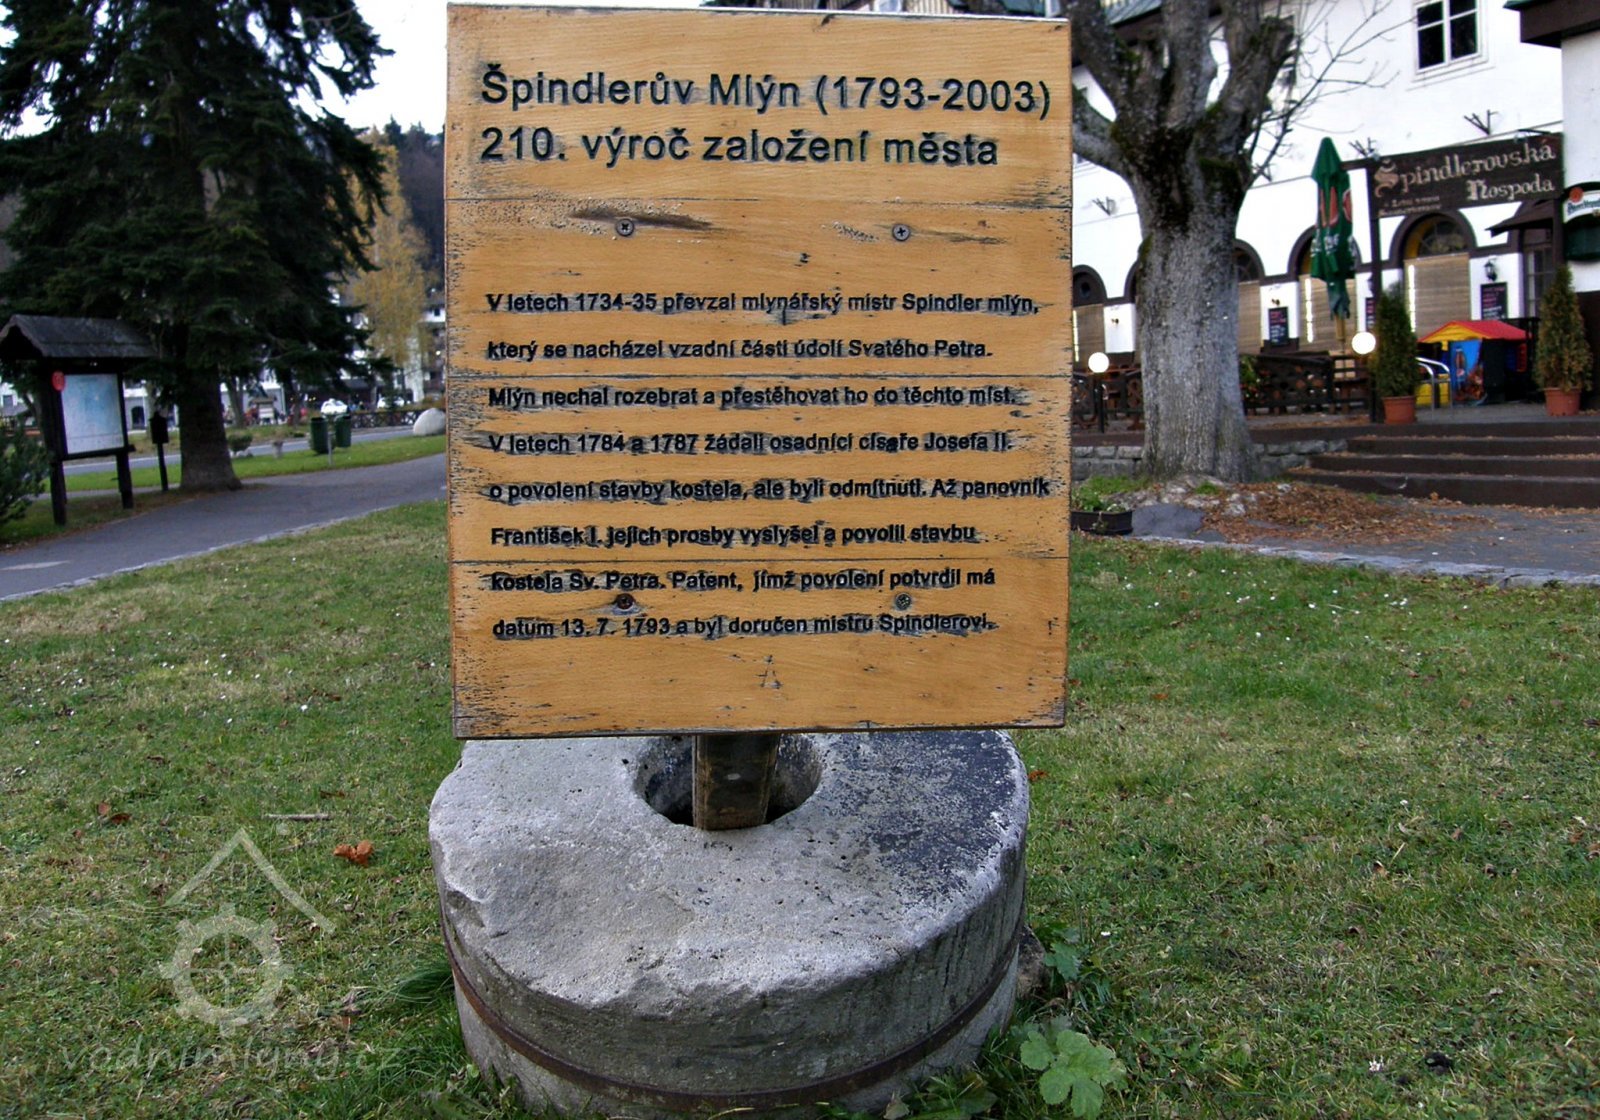 Špindlerův Mlýn (1793-2003)
210. výroč založení města
V letech 1734-35 převzal mlynářský mistr Spindler mlýn,
který se nacházel vzadní části údolí Svatého Petra.
Mlýn nechal rozebrat a přestěhovat ho do těchto míst.
V letech 1784 a 1787 žádali osadníci císaře Josefa II.
o povolení stavby kostela, ale byli odmítnuti. Až panovník
František I. jejich prosby vyslyšel a povolil stavbu
kostela Sv. Petra. Patent, jímž povolení potvrdil má
datum 13. 7. 1793 a byl doručen mistru Spindlerovi.
Špindlerovská
Hospoda
vodnimlyny.cz